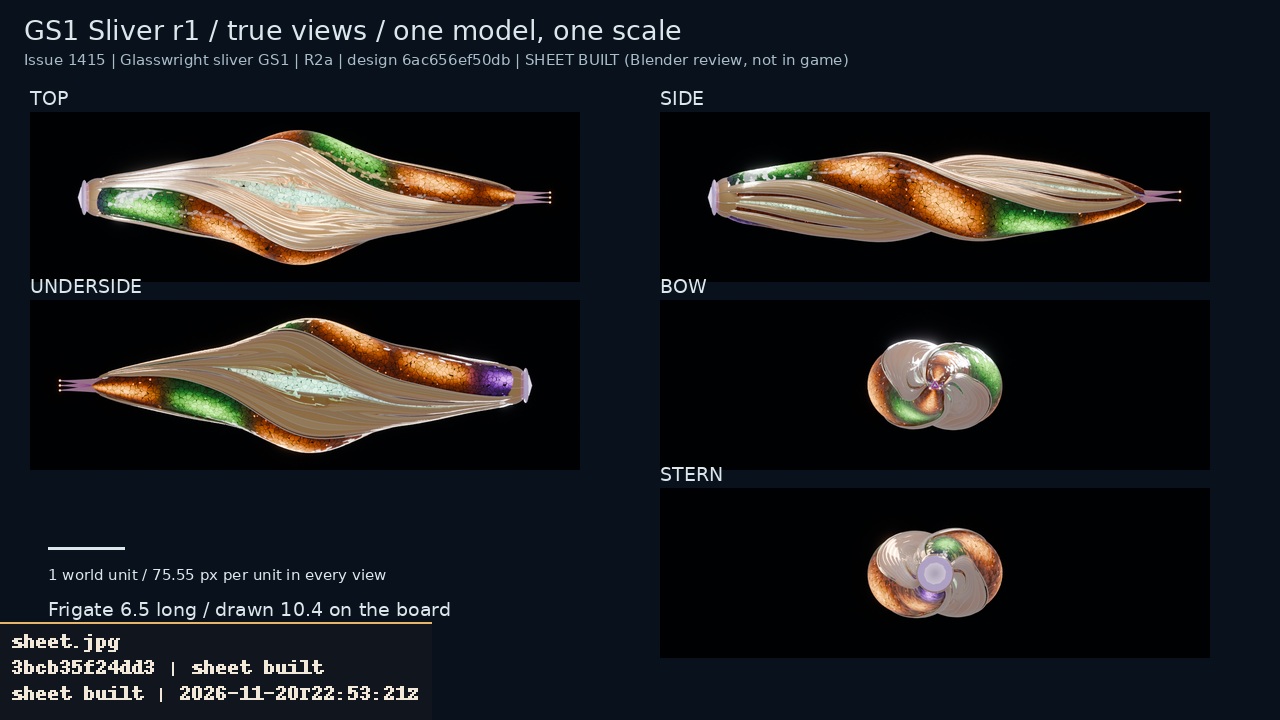 GS1 Sliver r1 / true views / one model, one scale
Issue 1415 | Glasswright sliver GS1 | R2a | design 6ac656ef50db | SHEET BUILT (Blender review, not in game)
TOP
SIDE
UNDERSIDE
BOW
STERN
1 world unit / 75.55 px per unit in every view
Frigate 6.5 long / drawn 10.4 on the board
sheet.jpg
3bcb35f24dd3 | sheet built
sheet built | 2026-11-20T22:53:21Z